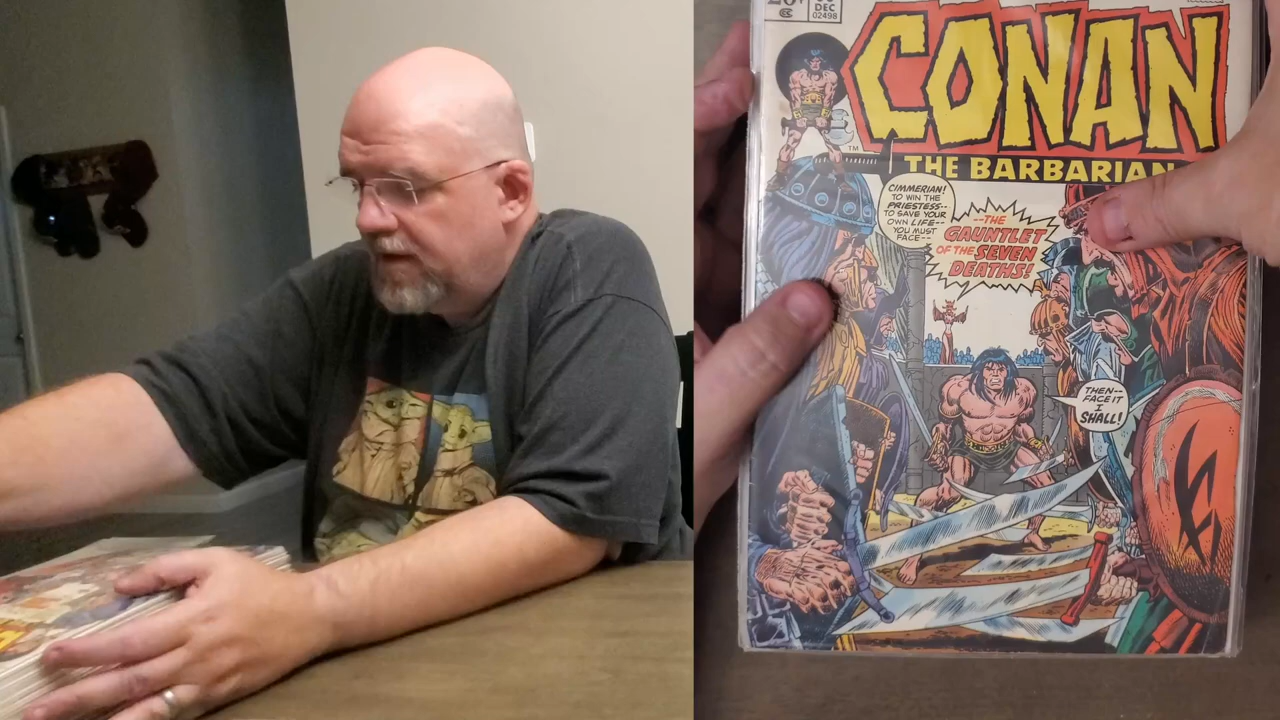 DEC
02498
CONAN
TM
THE BARBARIAN
CIMMERIAN!
TO WIN THE
PRIESTESS--
TO SAVE YOUR
OWN LIFE--
YOU MUST
FACE--
--THE
GAUNTLET
OF THE SEVEN
DEATHS!
THEN--
FACE IT
I
SHALL!